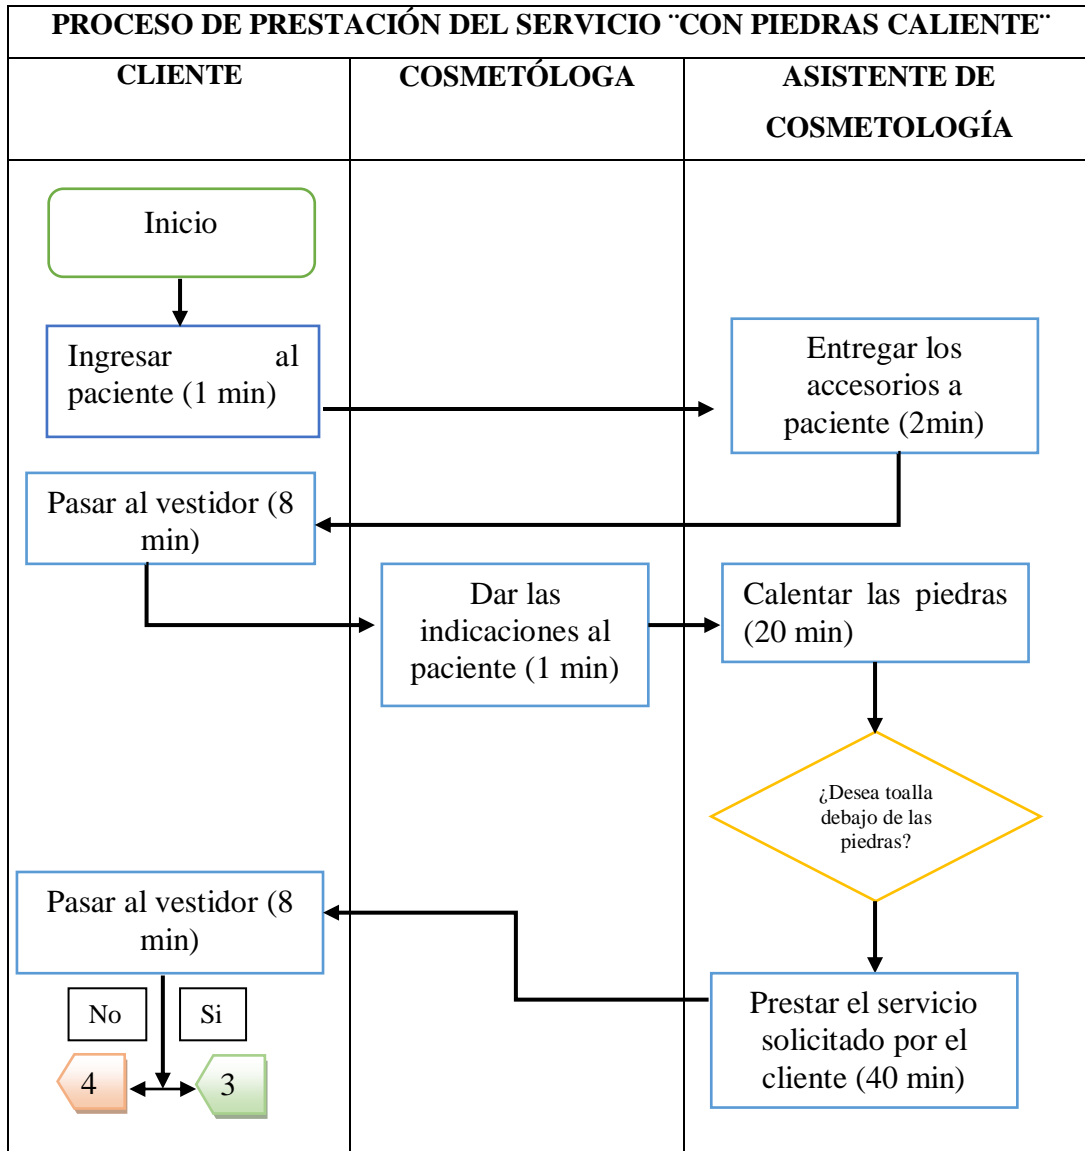 PROCESO DE PRESTACIÓN DEL SERVICIO ¨CON PIEDRAS CALIENTE¨
CLIENTE
COSMETÓLOGA
ASISTENTE DE
COSMETOLOGÍA
Inicio
Ingresar al
paciente (1 min)
Entregar los
accesorios a
paciente (2min)
Pasar al vestidor (8
min)
Dar las
indicaciones al
paciente (1 min)
Calentar las piedras
(20 min)
¿Desea toalla
debajo de las
piedras?
Prestar el servicio
solicitado por el
cliente (40 min)
Pasar al vestidor (8
min)
No
Si
4
3